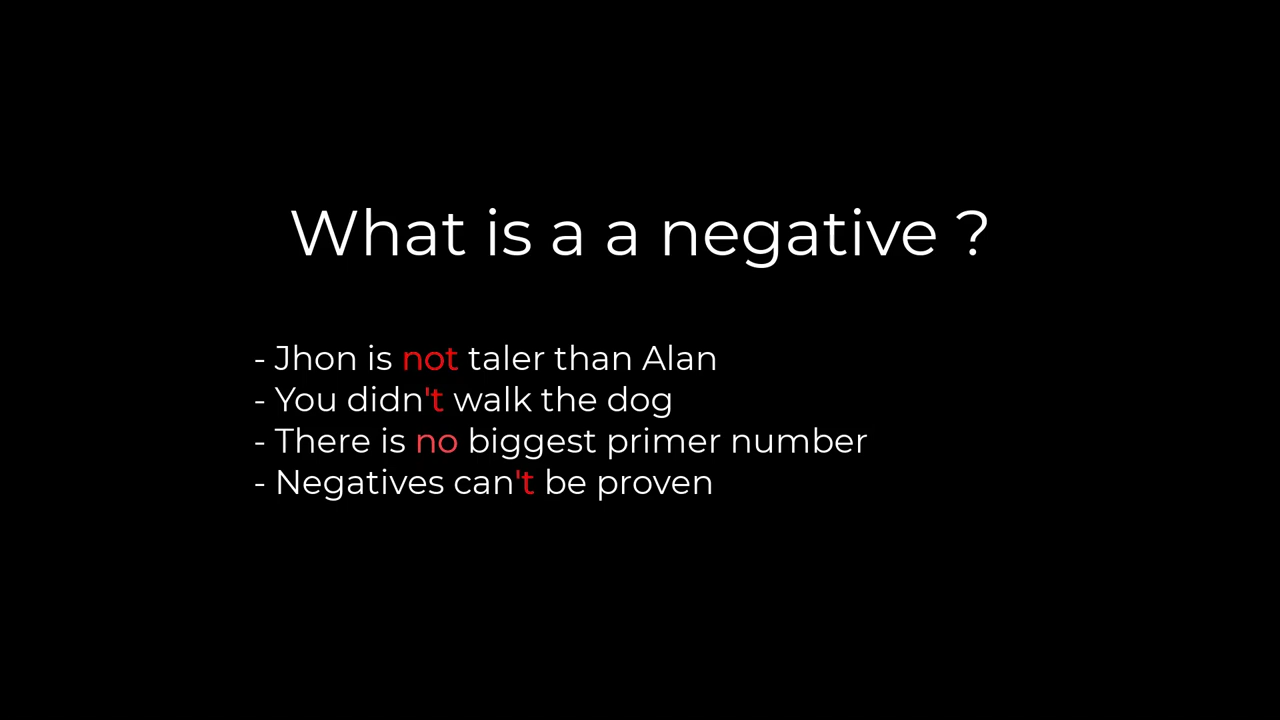 What is a a negative ?
- Jhon is not taler than Alan
- You didn't walk the dog
- There is no biggest primer number
- Negatives can't be proven